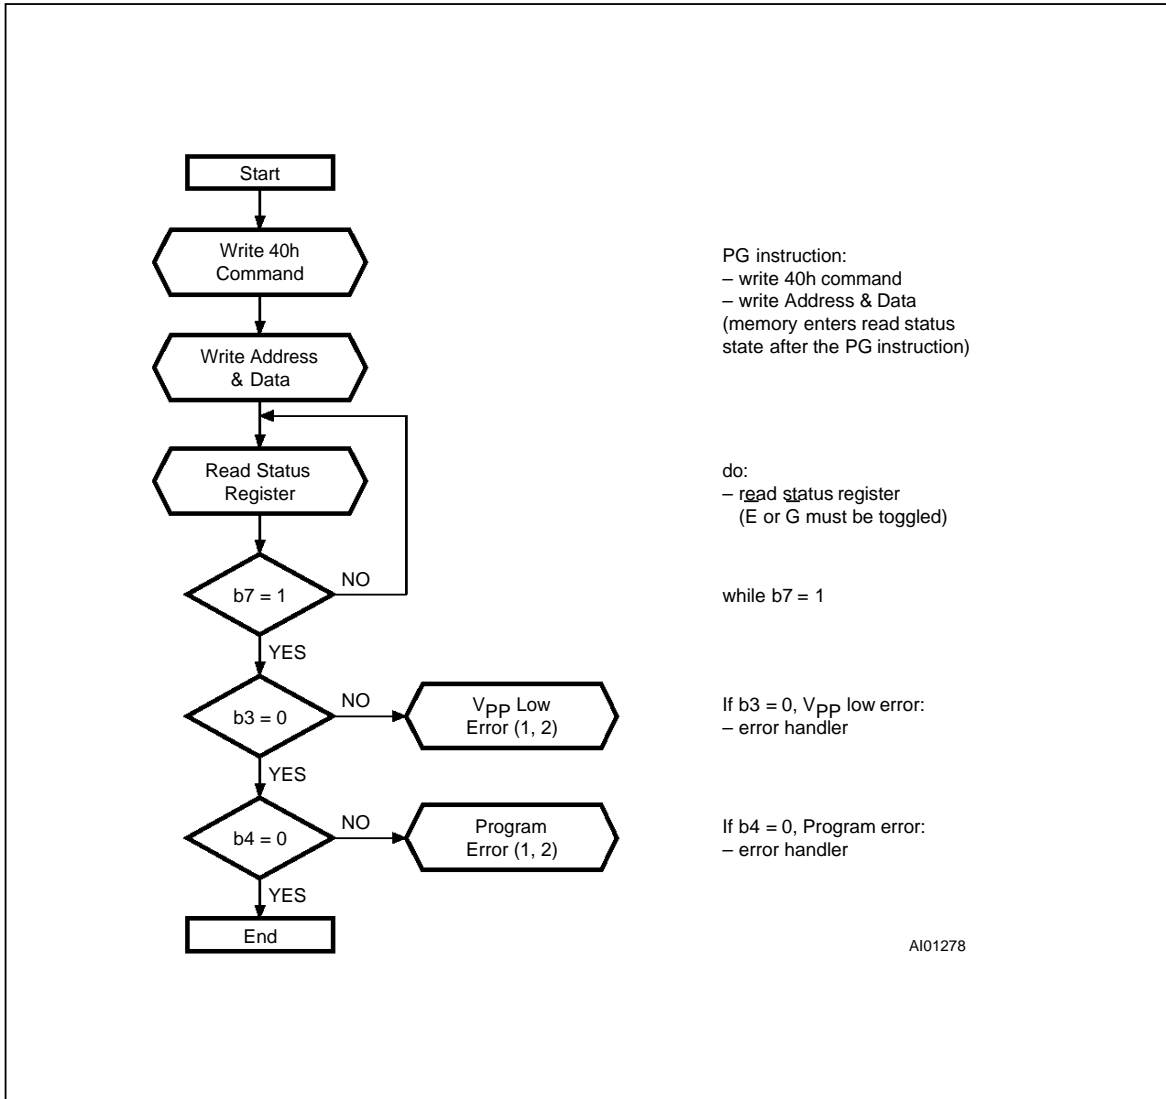 Start
Write 40h
Command
Write Address
& Data
Read Status
Register
b7 = 1
NO
YES
b3 = 0
NO
VPP Low
Error (1, 2)
YES
b4 = 0
NO
Program
Error (1, 2)
YES
End
PG instruction:
– write 40h command
– write Address & Data
(memory enters read status
state after the PG instruction)
do:
– read status register
(E̅ or G̅ must be toggled)
while b7 = 1
If b3 = 0, VPP low error:
– error handler
If b4 = 0, Program error:
– error handler
AI01278